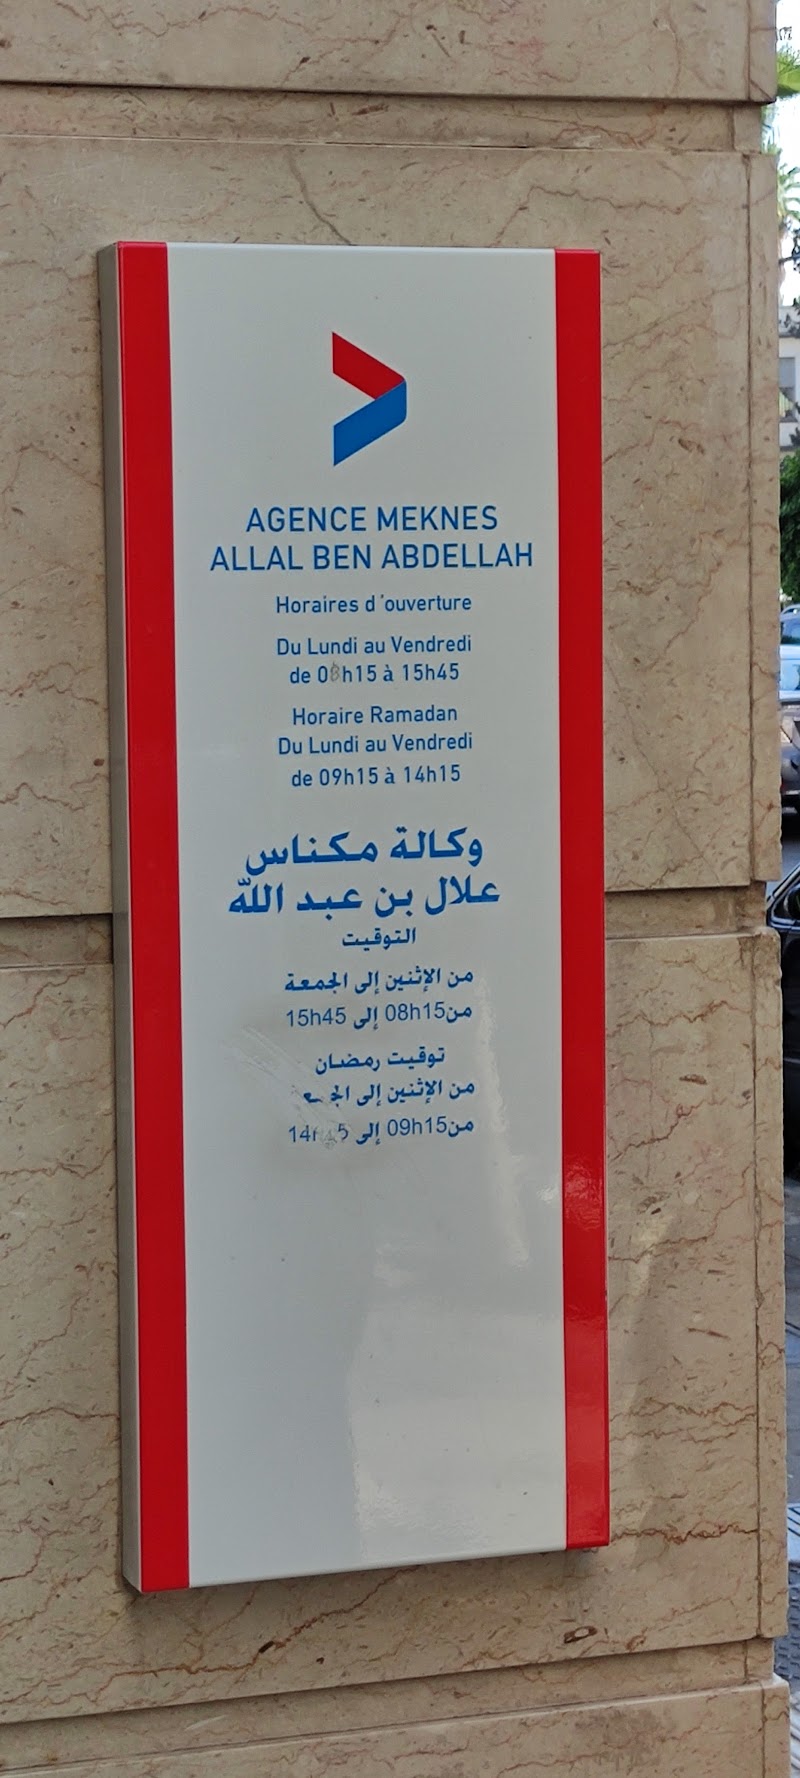 AGENCE MEKNES
ALLAL BEN ABDELLAH
Horaires d'ouverture
Du Lundi au Vendredi
de 08h15 à 15h45
Horaire Ramadan
Du Lundi au Vendredi
de 09h15 à 14h15
وكالة مكناس
علال بن عبد اللّه
التوقيت
من الإثنين إلى الجمعة
من08h15 إلى 15h45
توقيت رمضان
من الإثنين إلى
من09h15 إلى